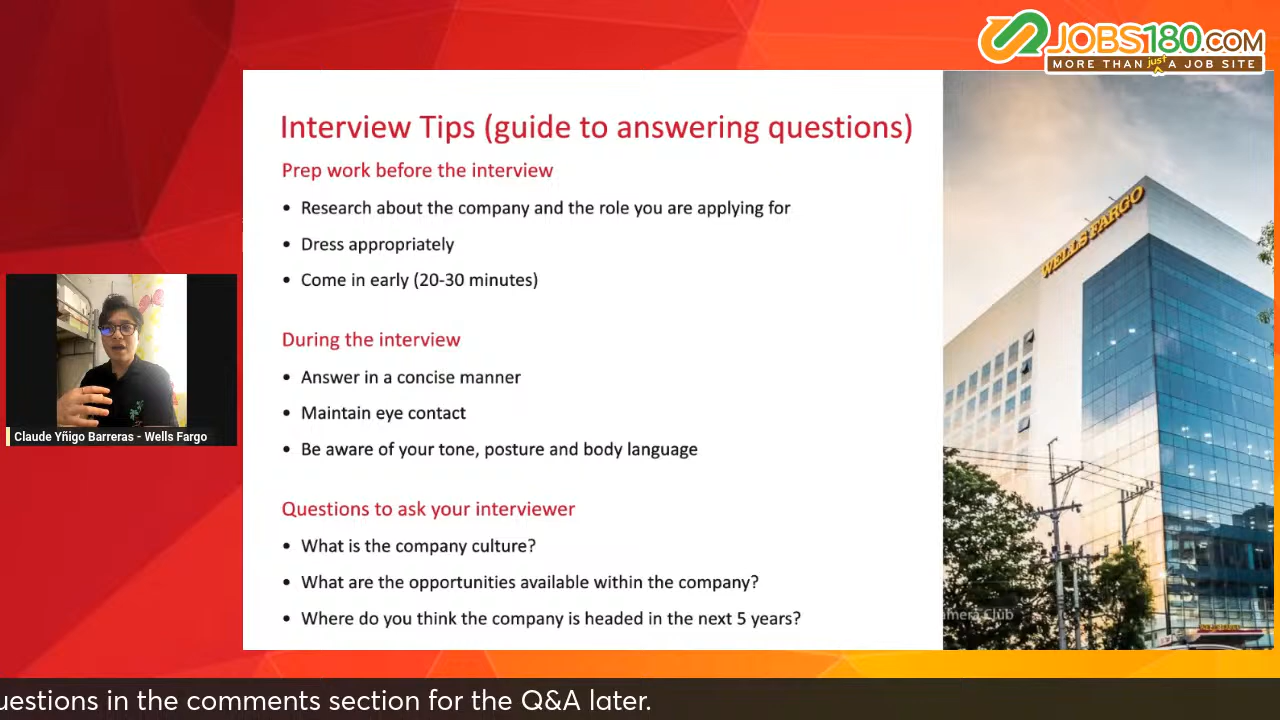 JOBS180.COM
MORE THAN just A JOB SITE
Interview Tips (guide to answering questions)
Prep work before the interview
• Research about the company and the role you are applying for
• Dress appropriately
• Come in early (20-30 minutes)
During the interview
• Answer in a concise manner
• Maintain eye contact
• Be aware of your tone, posture and body language
Questions to ask your interviewer
• What is the company culture?
• What are the opportunities available within the company?
• Where do you think the company is headed in the next 5 years?
WELLS FARGO
Club
Claude Yñigo Barreras - Wells Fargo
uestions in the comments section for the Q&A later.